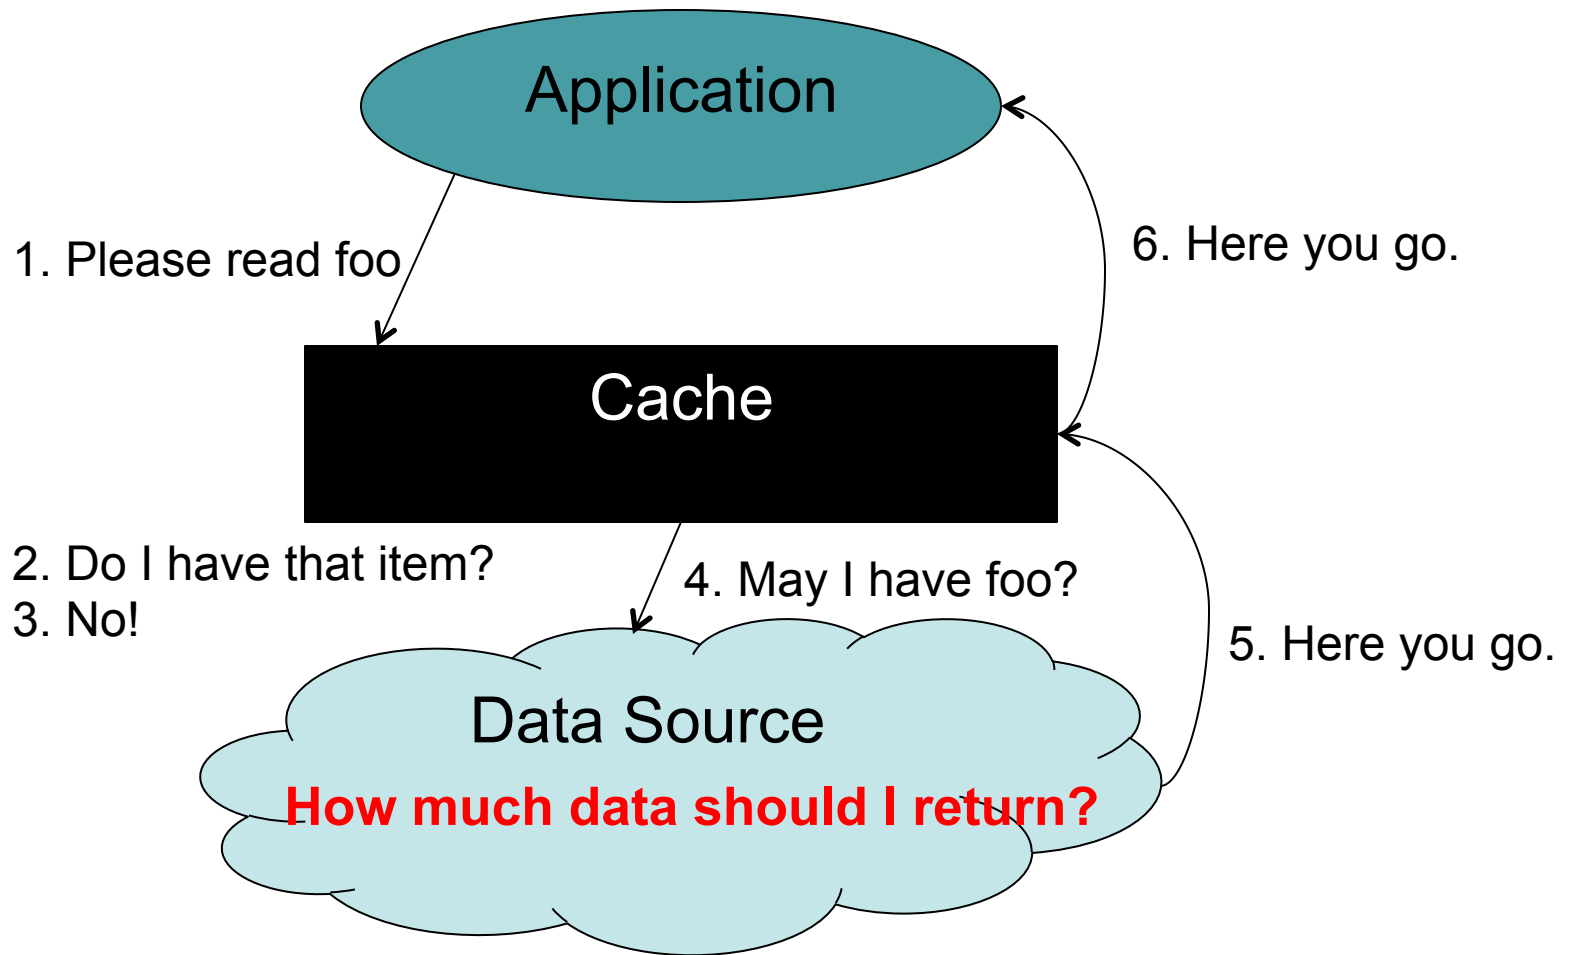 Application
1. Please read foo
6. Here you go.
Cache
2. Do I have that item?
3. No!
4. May I have foo?
5. Here you go.
Data Source
How much data should I return?